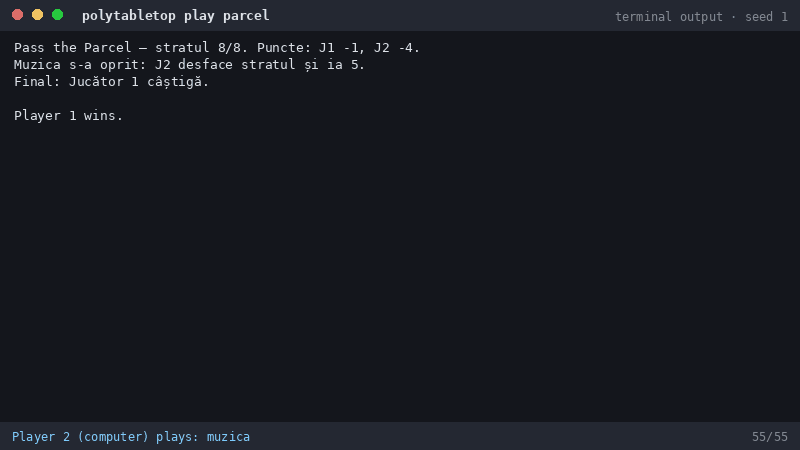 polytabletop play parcel
terminal output · seed 1
Pass the Parcel — stratul 8/8. Puncte: J1 -1, J2 -4.
Muzica s-a oprit: J2 desface stratul și ia 5.
Final: Jucător 1 câștigă.
Player 1 wins.
Player 2 (computer) plays: muzica
55/55